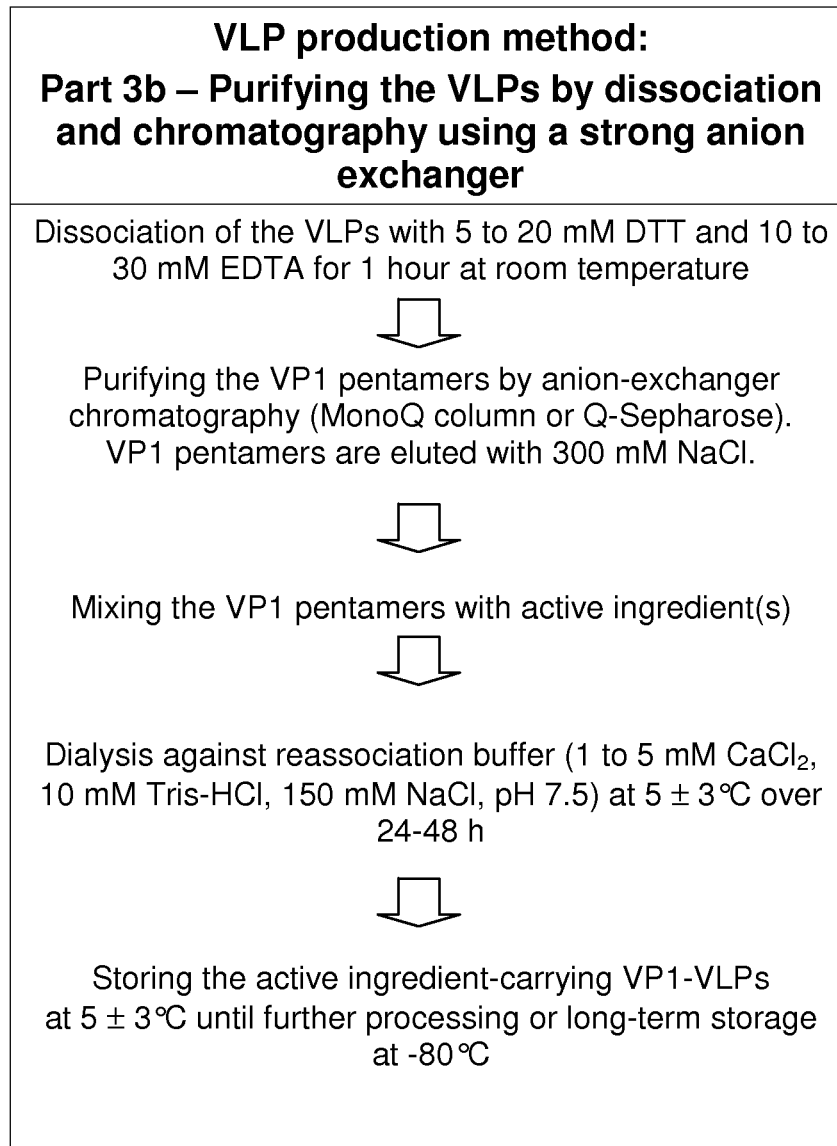 VLP production method:
Part 3b – Purifying the VLPs by dissociation
and chromatography using a strong anion
exchanger
Dissociation of the VLPs with 5 to 20 mM DTT and 10 to
30 mM EDTA for 1 hour at room temperature
Purifying the VP1 pentamers by anion-exchanger
chromatography (MonoQ column or Q-Sepharose).
VP1 pentamers are eluted with 300 mM NaCl.
Mixing the VP1 pentamers with active ingredient(s)
Dialysis against reassociation buffer (1 to 5 mM CaCl₂,
10 mM Tris-HCl, 150 mM NaCl, pH 7.5) at 5 ± 3°C over
24-48 h
Storing the active ingredient-carrying VP1-VLPs
at 5 ± 3°C until further processing or long-term storage
at -80°C